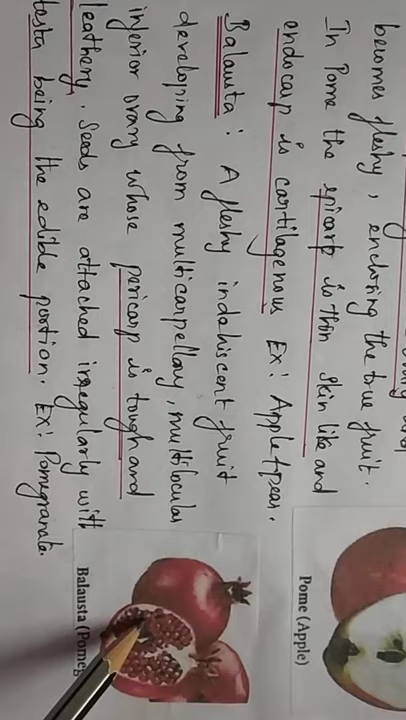 becomes fleshy, enclosing the true fruit.
In Pome the epicarp is thin skin like and
endocarp is cartilagenous Ex: Apple & pear.
Balausta: A fleshy indehiscent fruit
developing from multicarpellary, multilocular
inferior ovary whose pericarp is tough and
leathery. Seeds are attached irregularly with
testa being the edible portion. Ex: Pomegranate.
Pome (Apple)
Balausta (Pomeg